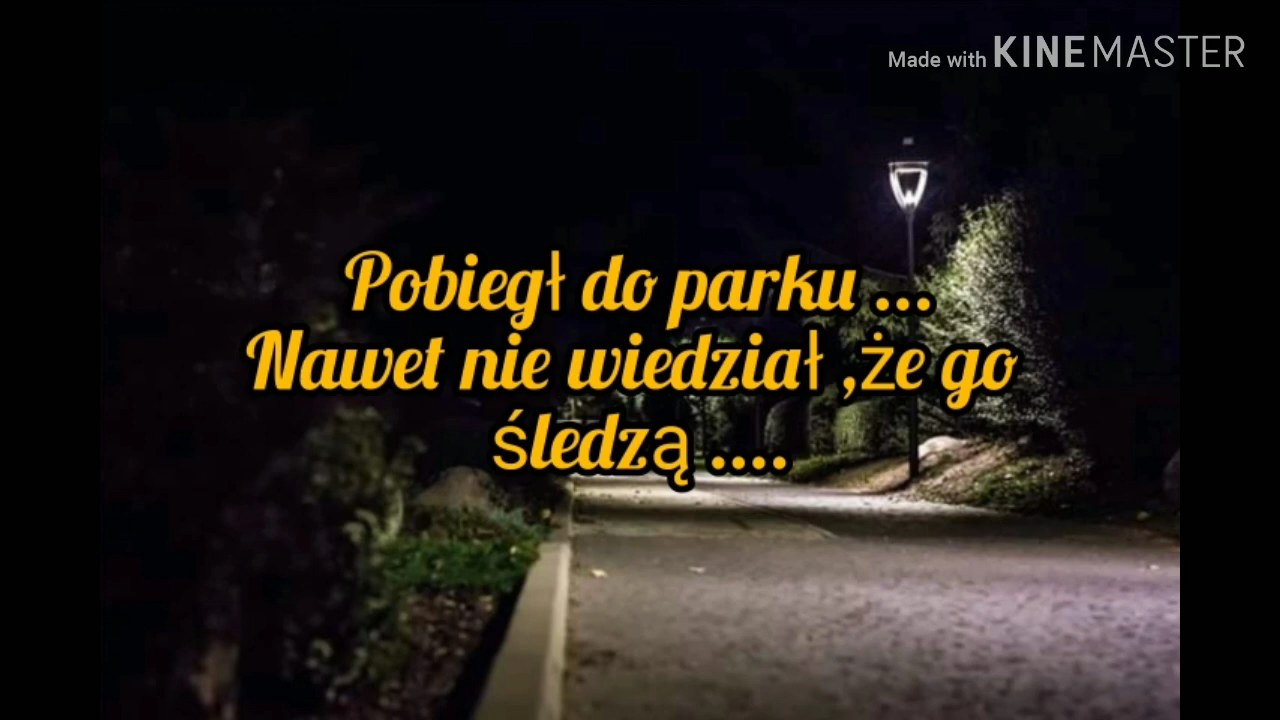 Made with KINEMASTER
Pobiegł do parku ...
Nawet nie wiedział ,że go
śledzą ....